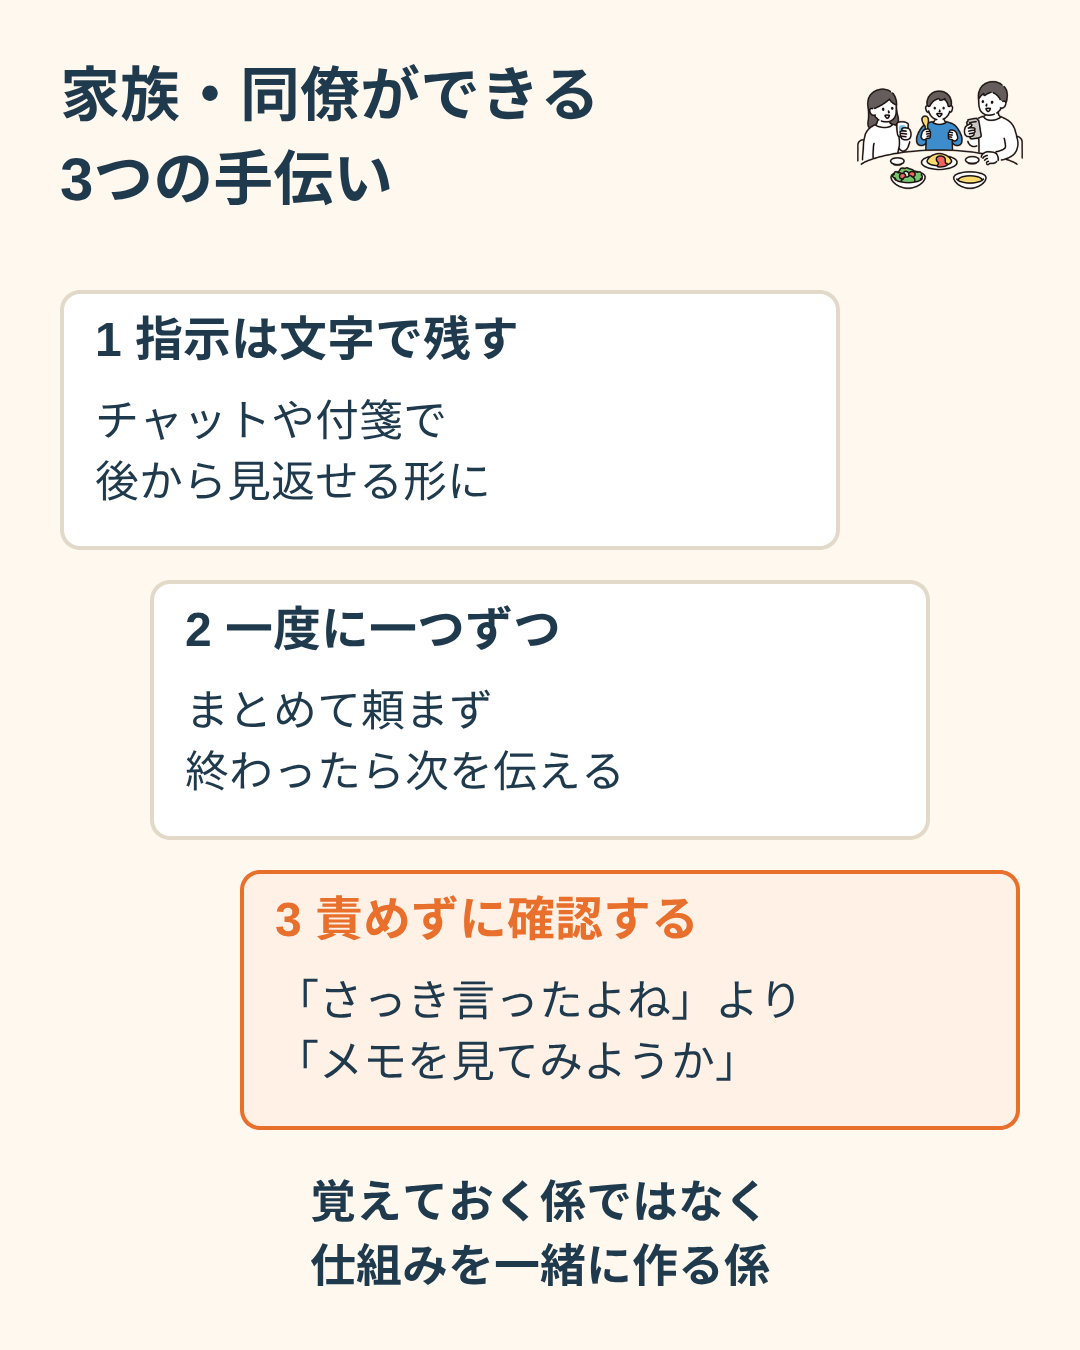 家族・同僚ができる
3つの手伝い
1 指示は文字で残す
チャットや付箋で
後から見返せる形に
2 一度に一つずつ
まとめて頼まず
終わったら次を伝える
3 責めずに確認する
「さっき言ったよね」より
「メモを見てみようか」
覚えておく係ではなく
仕組みを一緒に作る係